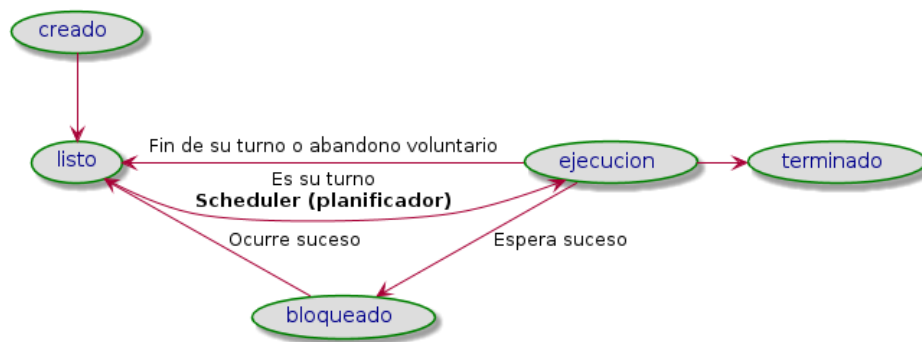 creado
Fin de su turno o abandono voluntario
listo
ejecucion
terminado
Es su turno
Scheduler (planificador)
Ocurre suceso
Espera suceso
bloqueado